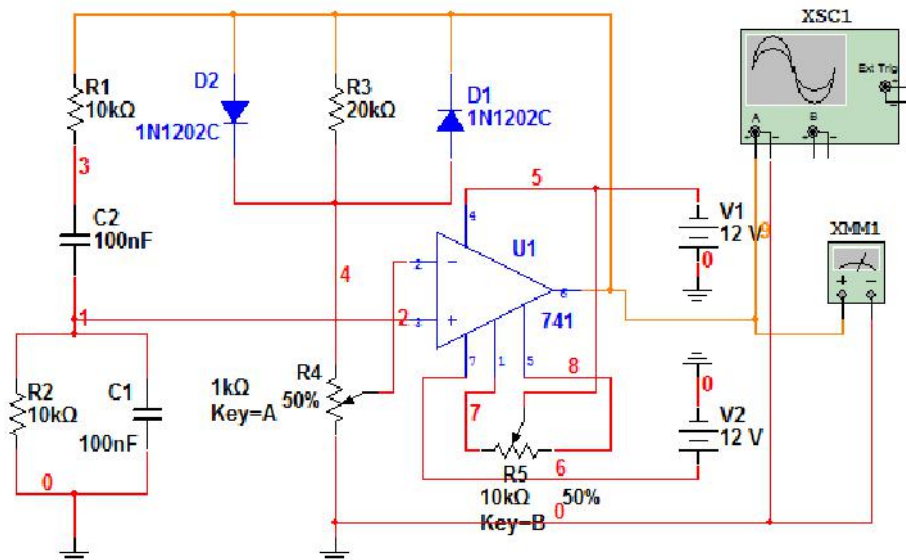 XSC1
Ext Trig
A
B
D2
1N1202C
R3
20kΩ
D1
1N1202C
R1
10kΩ
3
C2
100nF
5
4
U1
V1
12 V
9
0
XMM1
4
2
6
741
3
1
2
7
1
5
8
R2
10kΩ
C1
100nF
0
1kΩ
Key=A
R4
50%
7
0
V2
12 V
R5
10kΩ
50%
Key=B
6
0